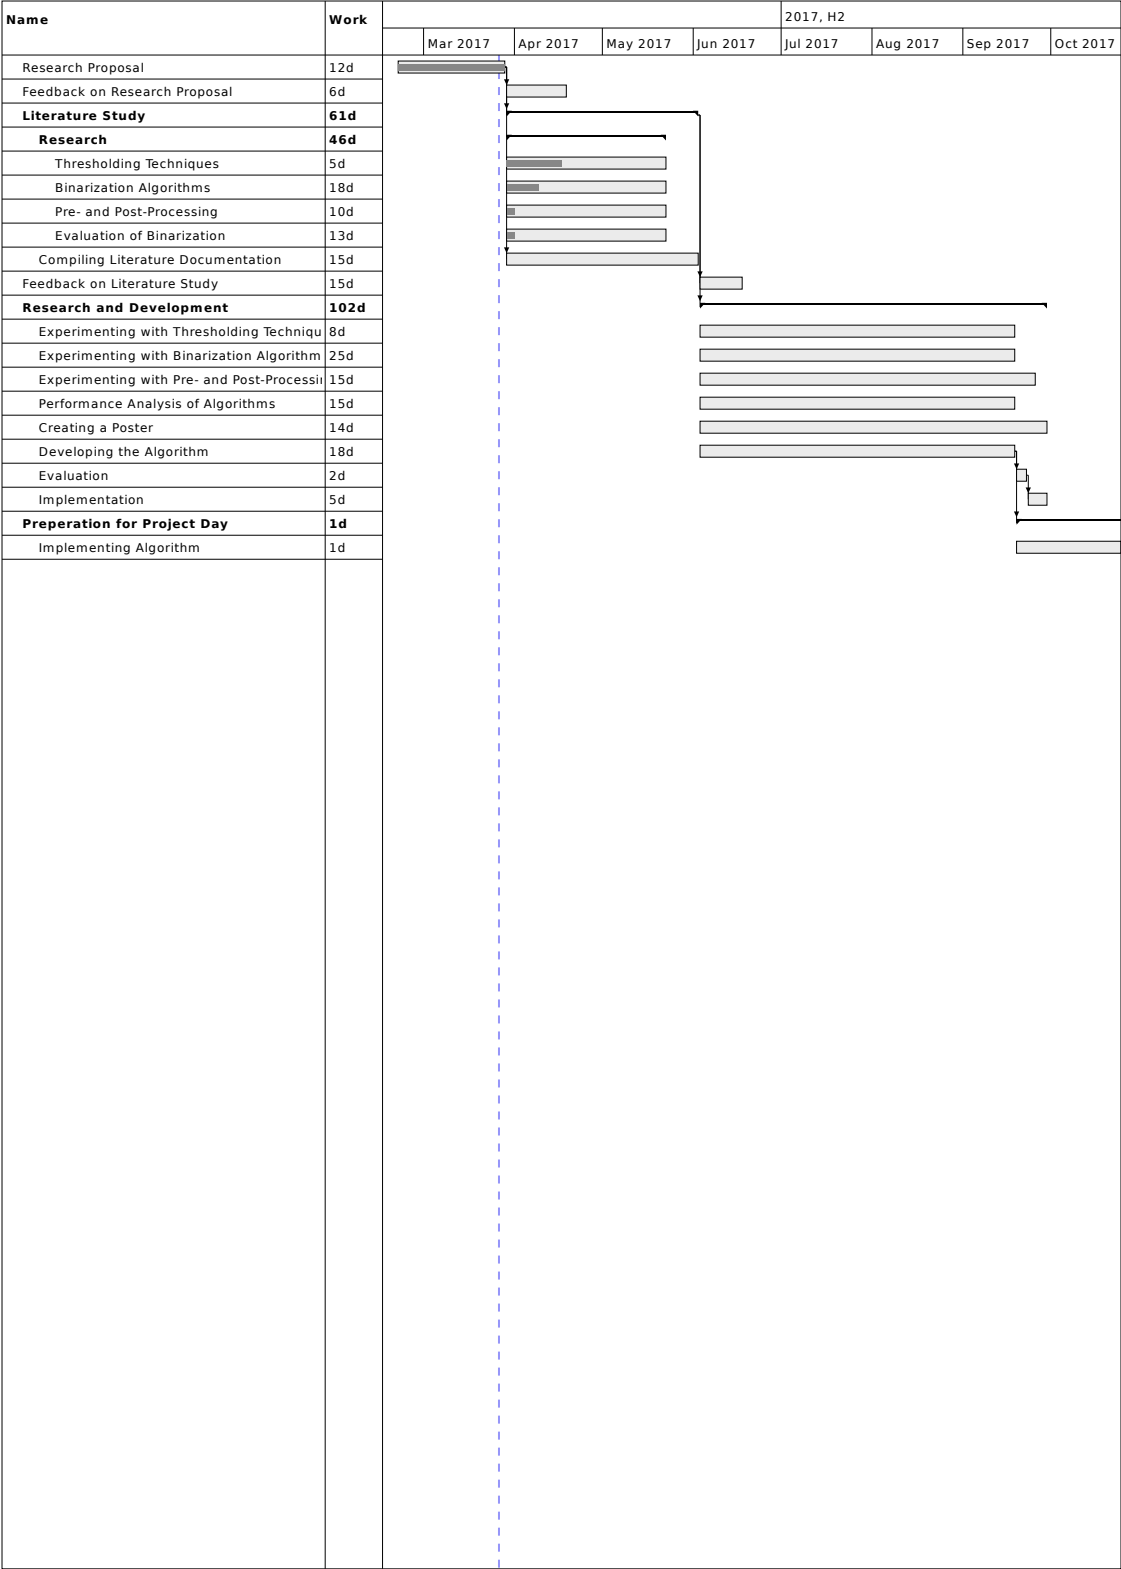 Name Work 2017, H2
Mar 2017 Apr 2017 May 2017 Jun 2017 Jul 2017 Aug 2017 Sep 2017 Oct 2017
Research Proposal 12d
Feedback on Research Proposal 6d
Literature Study 61d
Research 46d
Thresholding Techniques 5d
Binarization Algorithms 18d
Pre- and Post-Processing 10d
Evaluation of Binarization 13d
Compiling Literature Documentation 15d
Feedback on Literature Study 15d
Research and Development 102d
Experimenting with Thresholding Techniqu 8d
Experimenting with Binarization Algorithm 25d
Experimenting with Pre- and Post-Processi 15d
Performance Analysis of Algorithms 15d
Creating a Poster 14d
Developing the Algorithm 18d
Evaluation 2d
Implementation 5d
Preperation for Project Day 1d
Implementing Algorithm 1d